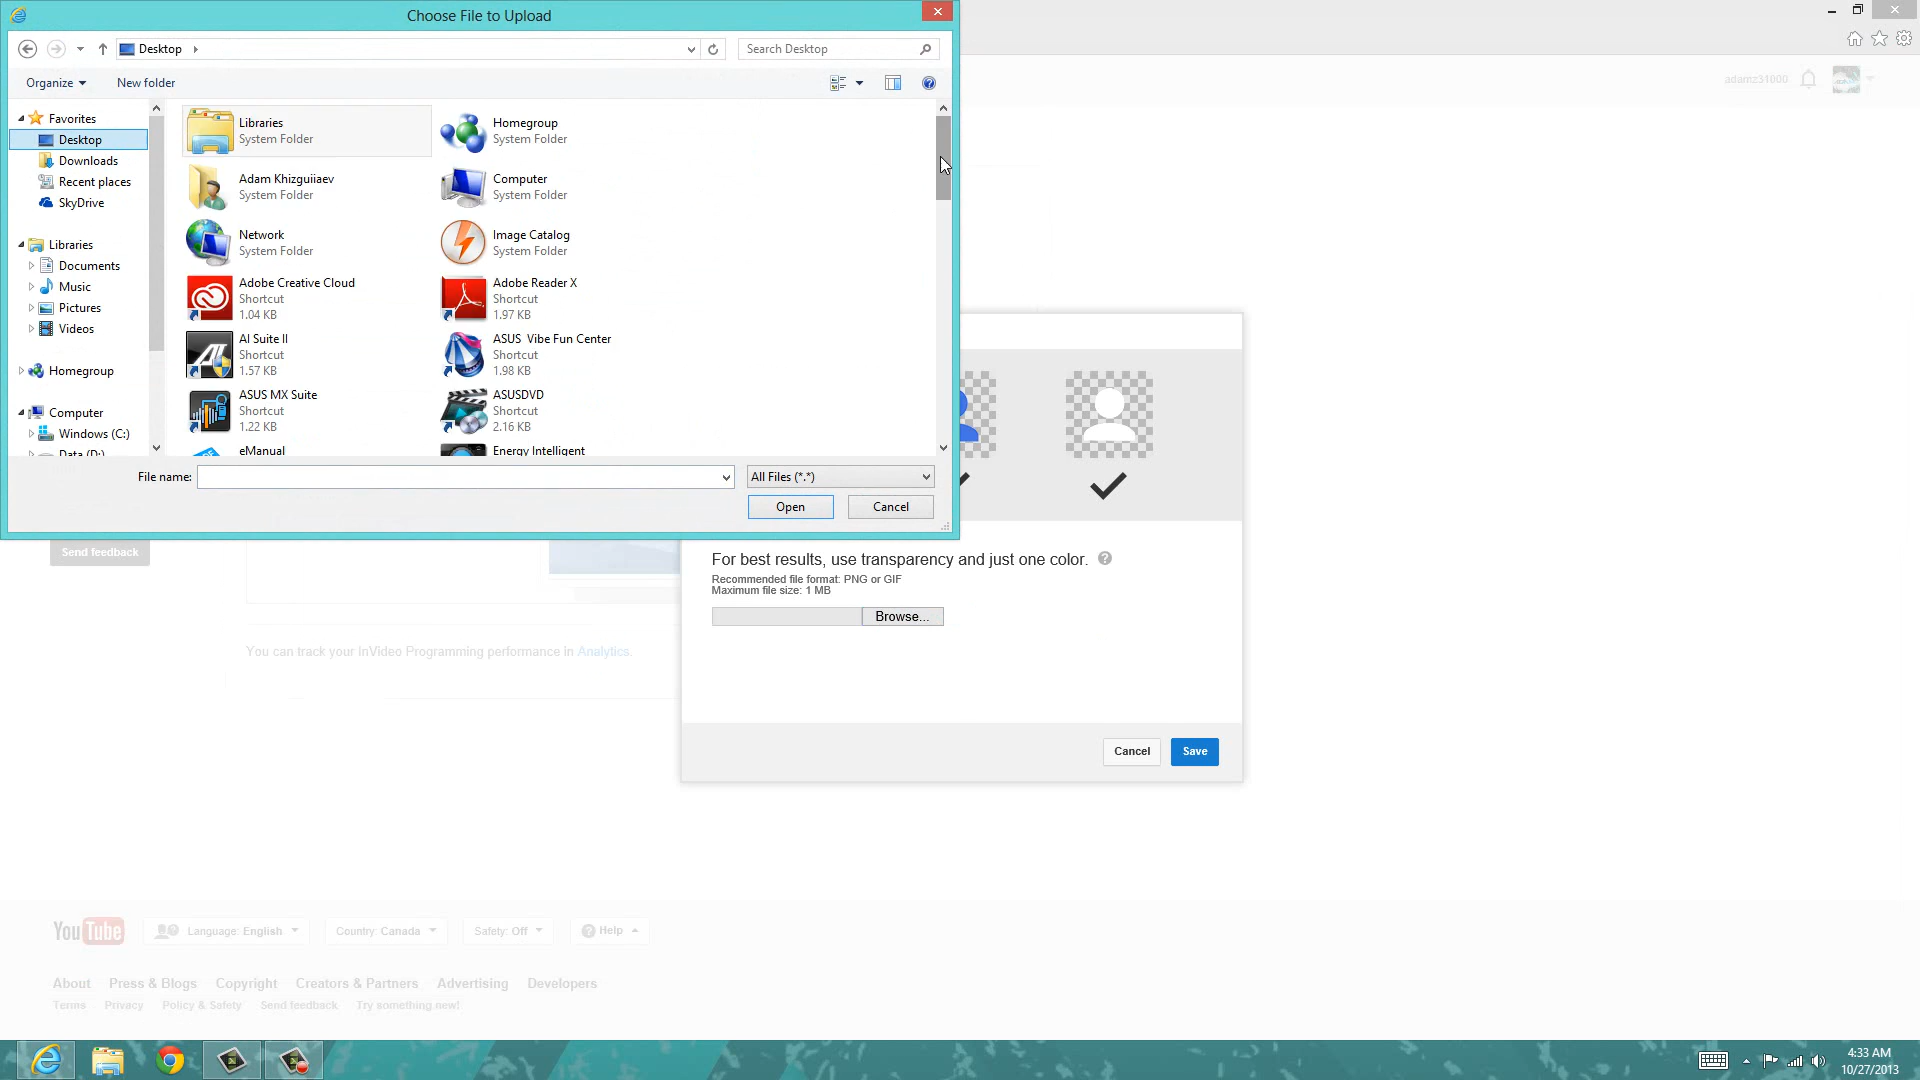 Choose File to Upload
Desktop
Search Desktop
Organize
New folder
Favorites
Desktop
Downloads
Recent places
SkyDrive
Libraries
Documents
Music
Pictures
Videos
Homegroup
Computer
Windows (C:)
Data (D:)
Libraries
System Folder
Homegroup
System Folder
Adam Khizguiiaev
System Folder
Computer
System Folder
Network
System Folder
Image Catalog
System Folder
Adobe Creative Cloud
Shortcut
1.04 KB
Adobe Reader X
Shortcut
1.97 KB
AI Suite II
Shortcut
1.57 KB
ASUS Vibe Fun Center
Shortcut
1.98 KB
ASUS MX Suite
Shortcut
1.22 KB
ASUSDVD
Shortcut
2.16 KB
eManual
Energy Intelligent
File name:
All Files (*.*)
Open
Cancel
adamz31000
Send feedback
For best results, use transparency and just one color.
Recommended file format: PNG or GIF
Maximum file size: 1 MB
Browse...
You can track your InVideo Programming performance in Analytics.
Cancel
Save
YouTube
Language: English
Country: Canada
Safety: Off
Help
About
Press & Blogs
Copyright
Creators & Partners
Advertising
Developers
Terms
Privacy
Policy & Safety
Send feedback
Try something new!
4:33 AM
10/27/2013